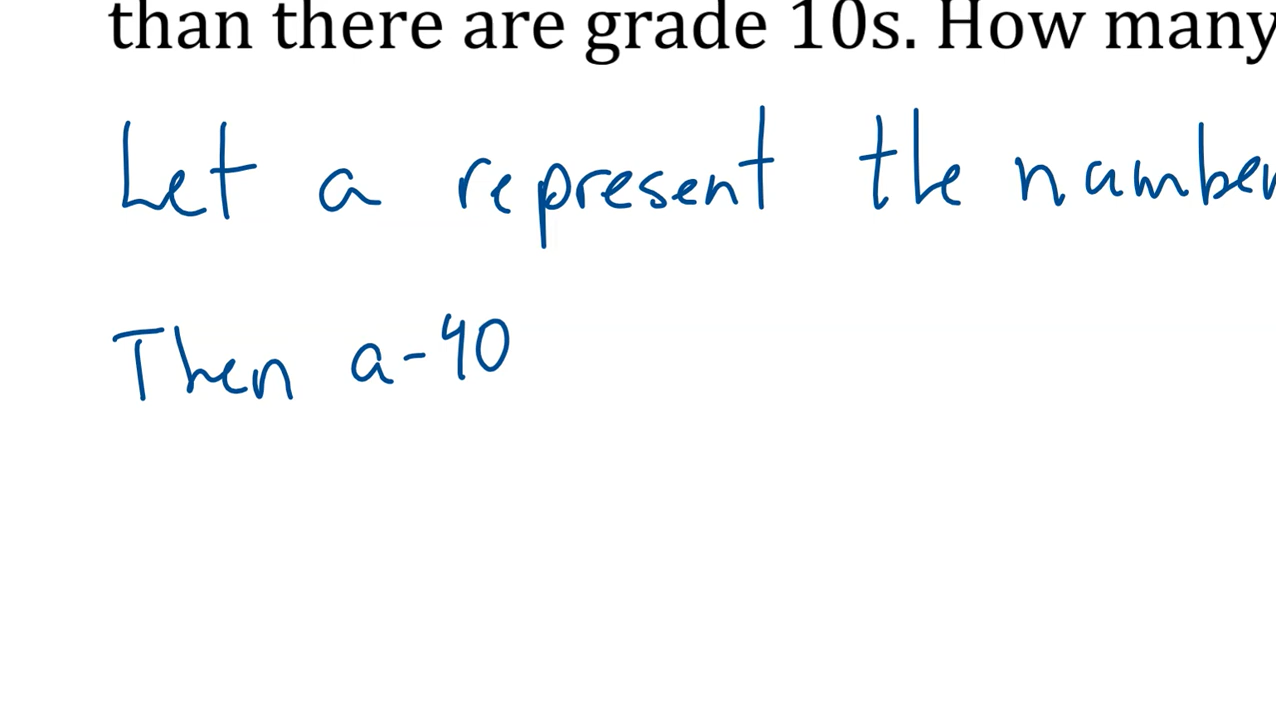 than there are grade 10s. How many
Let a represent the number
Then a-40